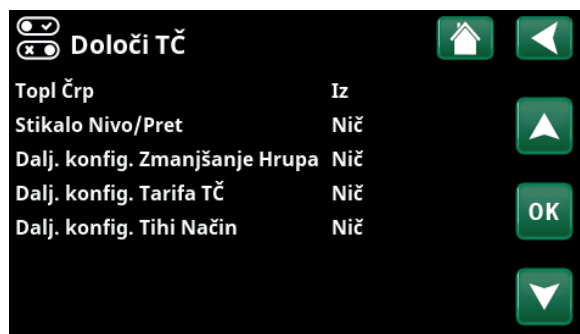 Določi TČ
Topl Črp Iz
Stikalo Nivo/Pret Nič
Dalj. konfig. Zmanjšanje Hrupa Nič
Dalj. konfig. Tarifa TČ Nič
Dalj. konfig. Tihi Način Nič
OK